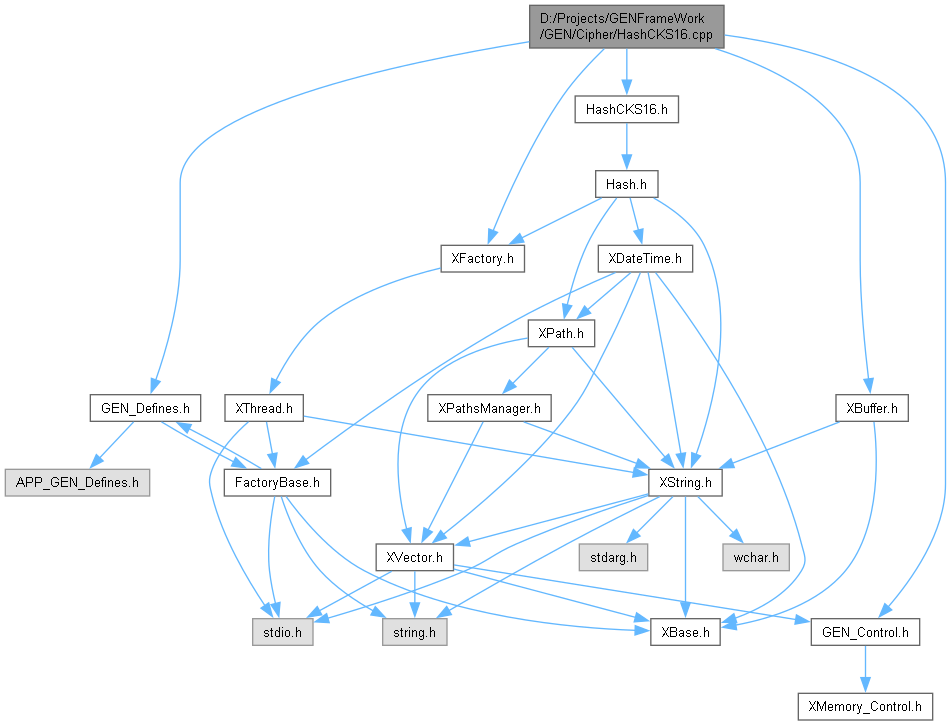 D:/Projects/GENFrameWork
/GEN/Cipher/HashCKS16.cpp
HashCKS16.h
Hash.h
XFactory.h
XDateTime.h
XPath.h
GEN_Defines.h
XThread.h
XPathsManager.h
XBuffer.h
APP_GEN_Defines.h
FactoryBase.h
XString.h
XVector.h
stdarg.h
wchar.h
stdio.h
string.h
XBase.h
GEN_Control.h
XMemory_Control.h